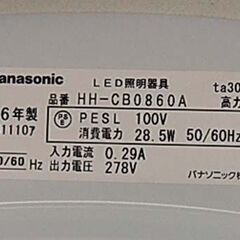 Panasonic LED照明器具 ta30
品番 HH-CB0860A 高力
6年製
11107
PSE PESL 100V
消費電力 28.5W 50/60Hz
入力電流 0.29A
0/60 Hz 出力電圧 278V
パナソニック